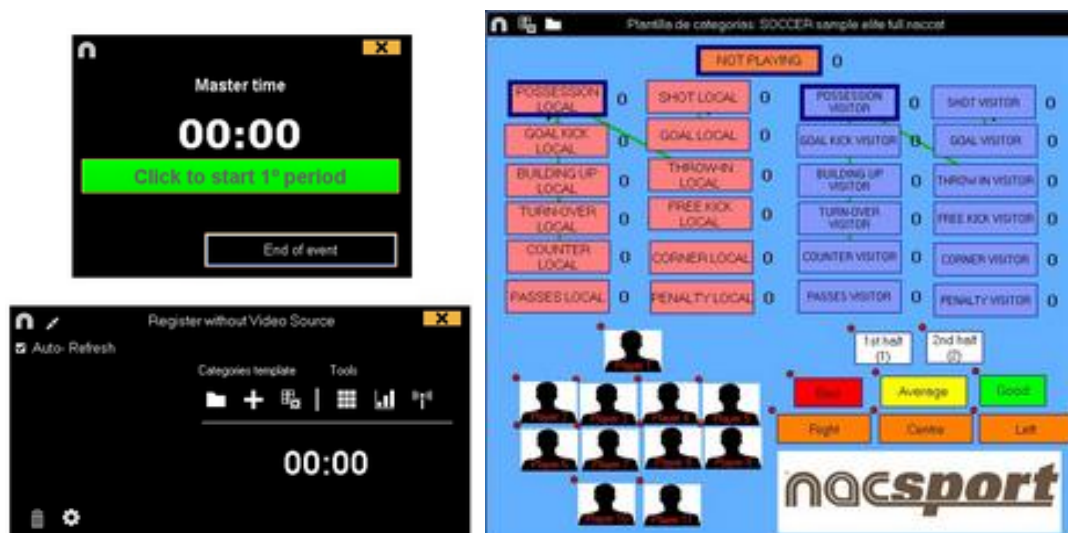 Master time
00:00
Click to start 1º period
End of event
Register without Video Source
Auto- Refresh
Categories template
Tools
00:00
Plantilla de categorias: SOCCER sample elite full.naccat
NOT PLAYING 0
POSSESSION LOCAL 0
SHOT LOCAL 0
POSSESSION VISITOR 0
SHOT VISITOR 0
GOAL KICK LOCAL 0
GOAL LOCAL 0
GOAL KICK VISITOR 0
GOAL VISITOR 0
BUILDING UP LOCAL 0
THROW-IN LOCAL 0
BUILDING UP VISITOR 0
THROW IN VISITOR 0
TURN-OVER LOCAL 0
FREE KICK LOCAL 0
TURN-OVER VISITOR 0
FREE KICK VISITOR 0
COUNTER LOCAL 0
CORNER LOCAL 0
COUNTER VISITOR 0
CORNER VISITOR 0
PASSES LOCAL 0
PENALTY LOCAL 0
PASSES VISITOR 0
PENALTY VISITOR 0
1st half (1)
2nd half (2)
Average
Good
Right
Centre
Left
nacsport